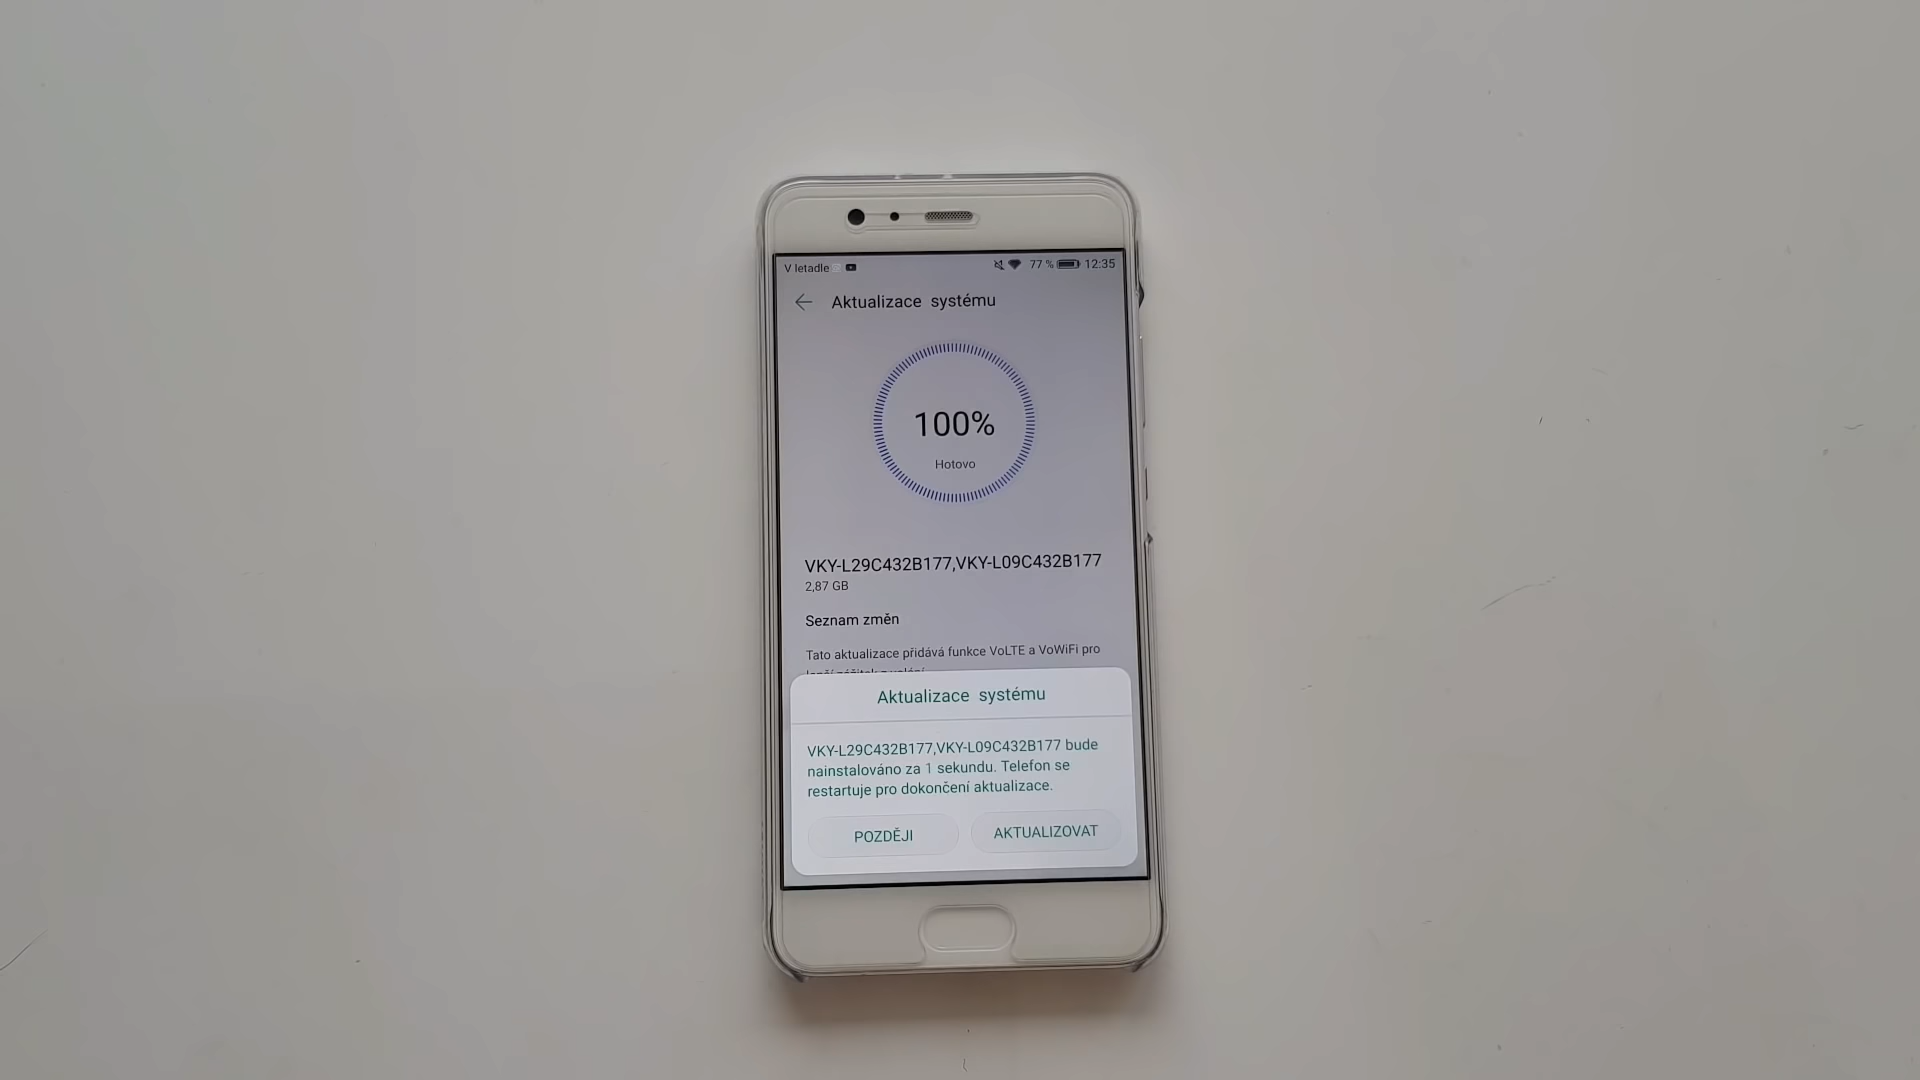 V letadle
77 % 12:35
Aktualizace systému
100%
Hotovo
VKY-L29C432B177,VKY-L09C432B177
2,87 GB
Seznam změn
Tato aktualizace přidává funkce VoLTE a VoWiFi pro
Aktualizace systému
VKY-L29C432B177,VKY-L09C432B177 bude
nainstalováno za 1 sekundu. Telefon se
restartuje pro dokončení aktualizace.
POZDĚJI
AKTUALIZOVAT